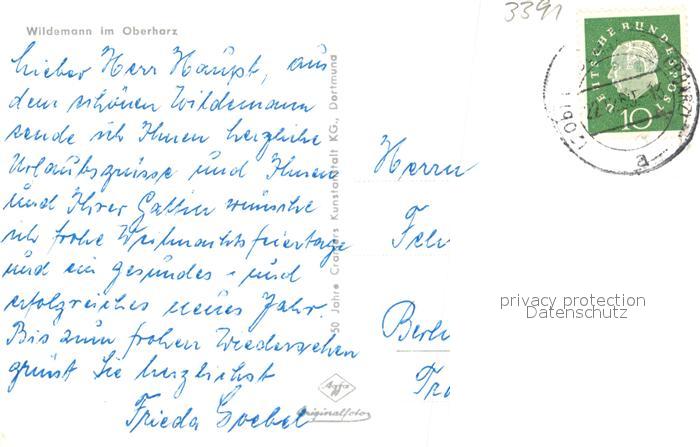 3391
Wildemann im Oberharz
DEUTSCHE BUNDESPOST
10
Lieber Herr Haupt, aus
dem schönen Wildemann
sende ich Ihnen herzliche
Urlaubsgrüsse und Ihnen
und Ihrer Gattin wünsche
ich frohe Weihnachtsfeiertage
und ein gesundes und
erfolgreiches neues Jahr.
Bis zum frohen Wiedersehen
grüsst Sie herzlichst
Frieda Goebel
50 Jahre Cramers Kunstanstalt KG., Dortmund
Agfa
Originalfoto
Herrn
Berli
privacy protection
Datenschutz